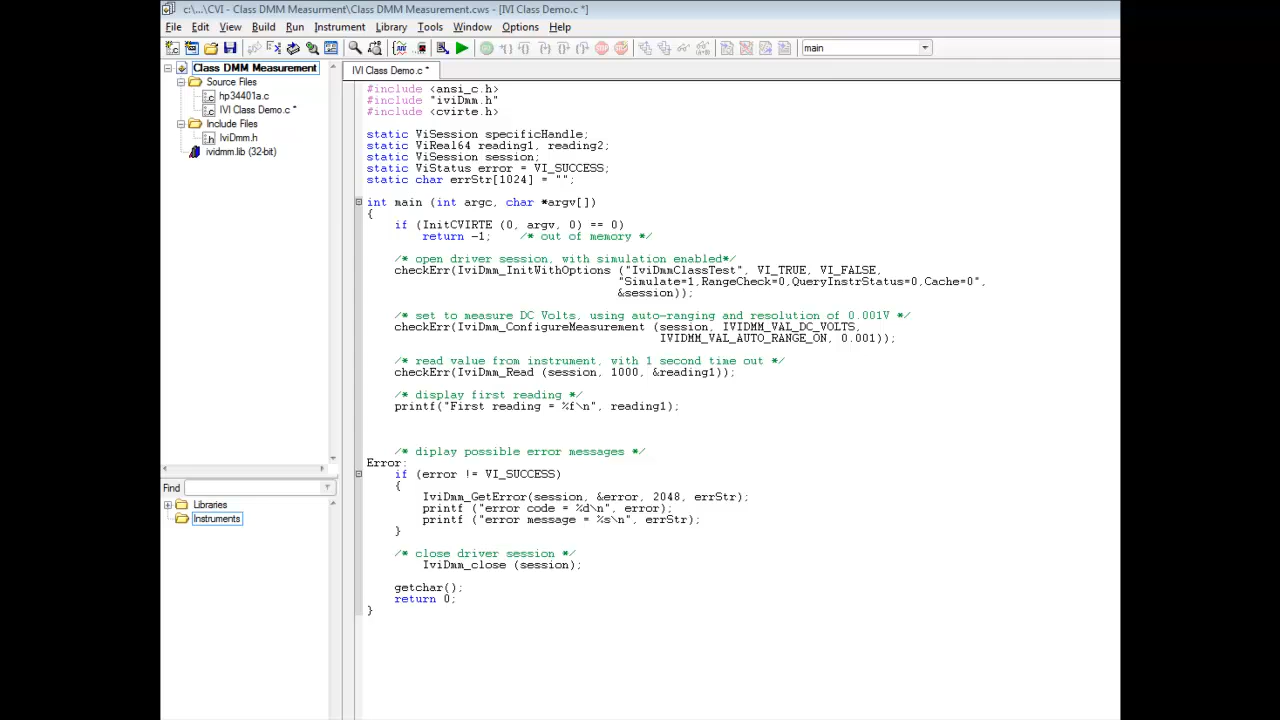 c:\...\CVI - Class DMM Measurment\Class DMM Measurement.cws - [IVI Class Demo.c *]
File Edit View Build Run Instrument Library Tools Window Options Help
main
Class DMM Measurement
Source Files
hp34401a.c
IVI Class Demo.c *
Include Files
IviDmm.h
ividmm.lib (32-bit)
Find
Libraries
Instruments
IVI Class Demo.c *
#include <ansi_c.h>
#include "iviDmm.h"
#include <cvirte.h>
static ViSession specificHandle;
static ViReal64 reading1, reading2;
static ViSession session;
static ViStatus error = VI_SUCCESS;
static char errStr[1024] = "";
int main (int argc, char *argv[])
{
if (InitCVIRTE (0, argv, 0) == 0)
return -1; /* out of memory */
/* open driver session, with simulation enabled*/
checkErr(IviDmm_InitWithOptions ("IviDmmClassTest", VI_TRUE, VI_FALSE,
"Simulate=1,RangeCheck=0,QueryInstrStatus=0,Cache=0",
&session));
/* set to measure DC Volts, using auto-ranging and resolution of 0.001V */
checkErr(IviDmm_ConfigureMeasurement (session, IVIDMM_VAL_DC_VOLTS,
IVIDMM_VAL_AUTO_RANGE_ON, 0.001));
/* read value from instrument, with 1 second time out */
checkErr(IviDmm_Read (session, 1000, &reading1));
/* display first reading */
printf("First reading = %f\n", reading1);
/* diplay possible error messages */
Error:
if (error != VI_SUCCESS)
{
IviDmm_GetError(session, &error, 2048, errStr);
printf ("error code = %d\n", error);
printf ("error message = %s\n", errStr);
}
/* close driver session */
IviDmm_close (session);
getchar();
return 0;
}